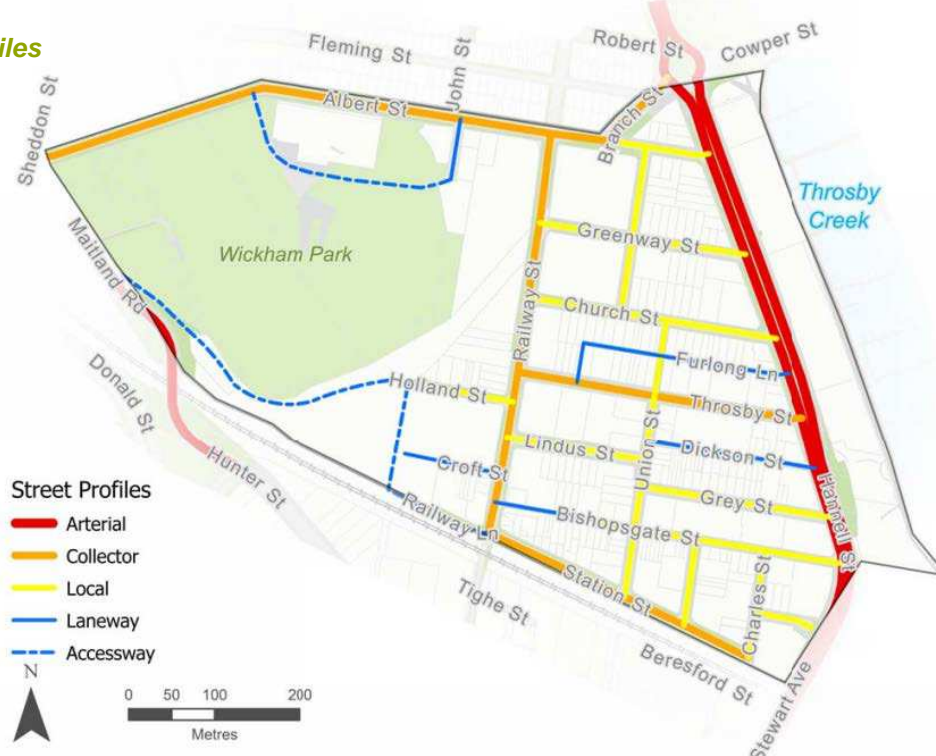 iles
Fleming St
John St
Robert St
Cowper St
Sheddon St
Albert St
Branch St
Throsby
Creek
Wickham Park
Greenway St
Maitland Rd
Railway St
Church St
Furlong Ln
Donald St
Holland St
Throsby St
Union St
Lindus St
Dickson St
Hunter St
Croft St
Grey St
Hannell St
Railway Ln
Bishopsgate St
Station St
Charles St
Tighe St
Beresford St
Stewart Ave
Street Profiles
Arterial
Collector
Local
Laneway
Accessway
N
0 50 100 200
Metres